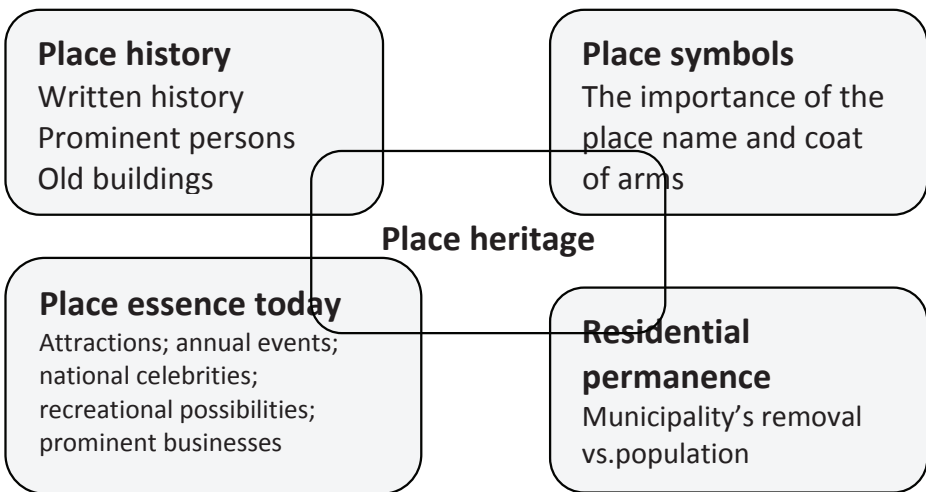 Place history
Written history
Prominent persons
Old buildings
Place symbols
The importance of the
place name and coat
of arms
Place heritage
Place essence today
Attractions; annual events;
national celebrities;
recreational possibilities;
prominent businesses
Residential
permanence
Municipality's removal
vs.population